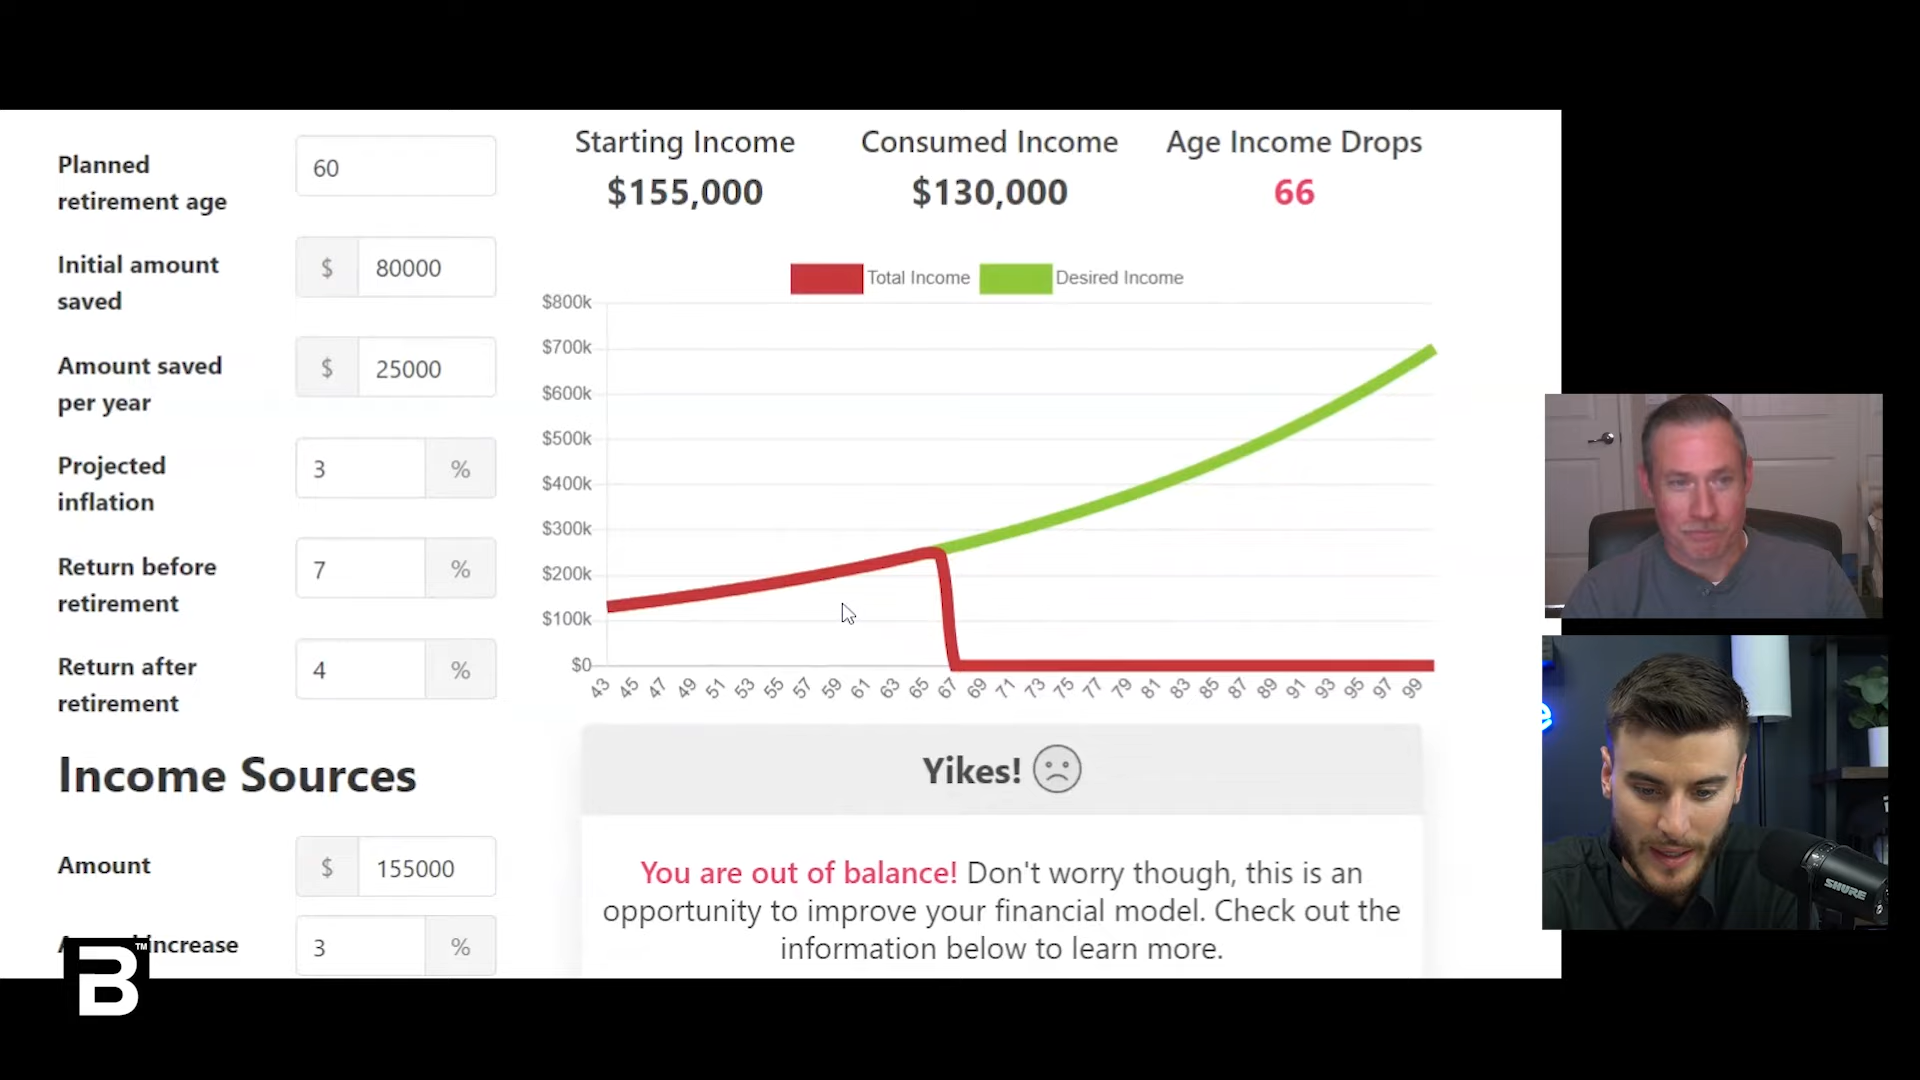 Planned
retirement age
60
Initial amount
saved
$ 80000
Amount saved
per year
$ 25000
Projected
inflation
3 %
Return before
retirement
7 %
Return after
retirement
4 %
Income Sources
Amount
$ 155000
increase
3 %
B™
Starting Income
$155,000
Consumed Income
$130,000
Age Income Drops
66
Total Income
Desired Income
$800k
$700k
$600k
$500k
$400k
$300k
$200k
$100k
$0
43 45 47 49 51 53 55 57 59 61 63 65 67 69 71 73 75 77 79 81 83 85 87 89 91 93 95 97 99
Yikes!
You are out of balance! Don't worry though, this is an
opportunity to improve your financial model. Check out the
information below to learn more.
e
SHURE